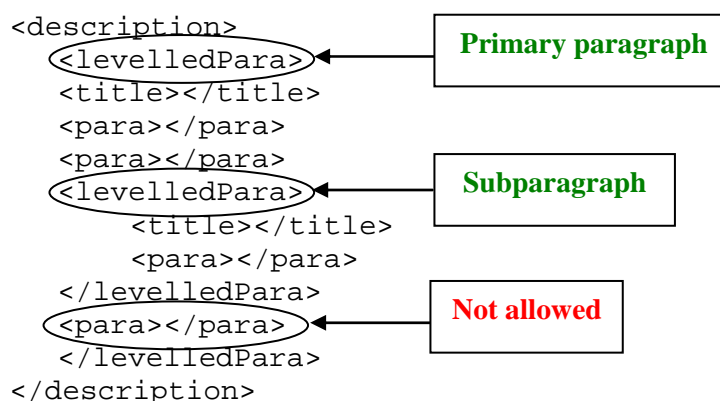 <description>
<levelledPara>
Primary paragraph
<title></title>
<para></para>
<para></para>
<levelledPara>
Subparagraph
<title></title>
<para></para>
</levelledPara>
<para></para>
Not allowed
</levelledPara>
</description>